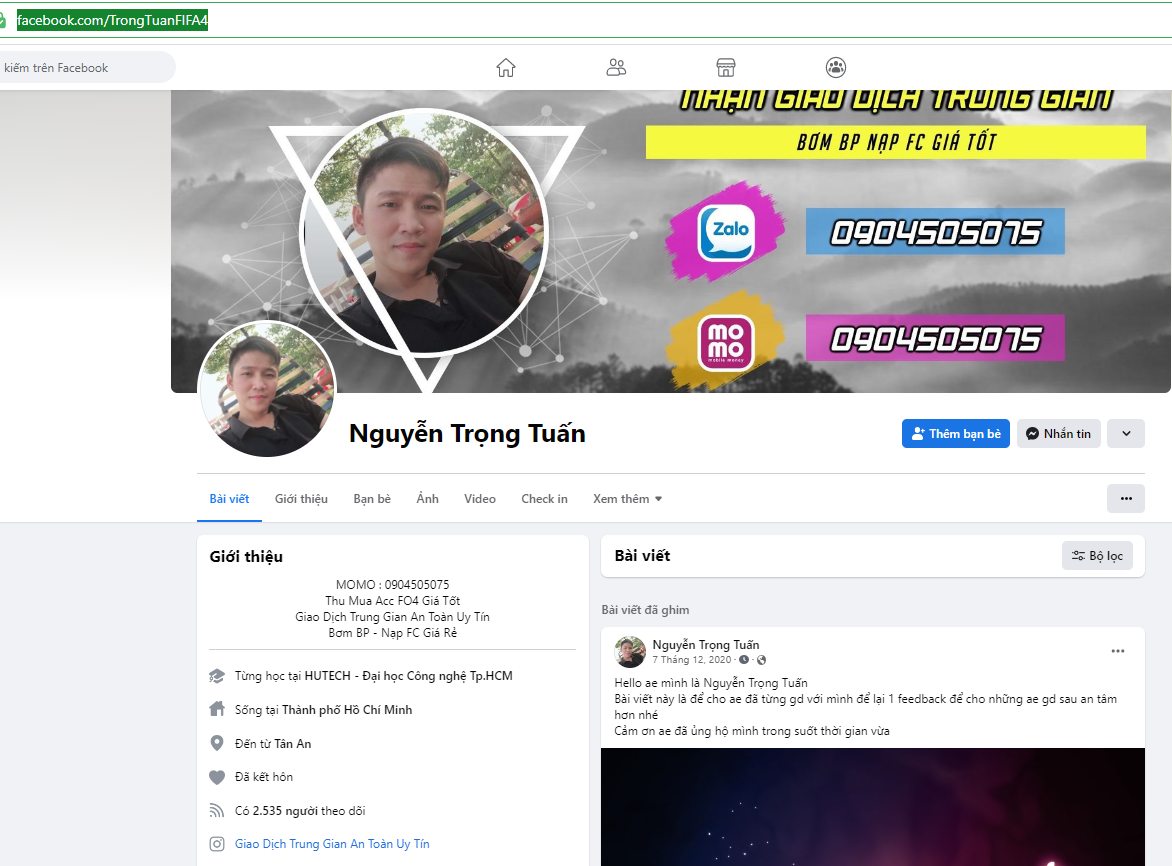 facebook.com/TrongTuanFIFA4
kiếm trên Facebook
NHẬN GIAO DỊCH TRUNG GIAN
BƠM BP NẠP FC GIÁ TỐT
Zalo
0904505075
mo
mo
mobile money
0904505075
Nguyễn Trọng Tuấn
Thêm bạn bè
Nhắn tin
Bài viết
Giới thiệu
Bạn bè
Ảnh
Video
Check in
Xem thêm
Giới thiệu
MOMO : 0904505075
Thu Mua Acc FO4 Giá Tốt
Giao Dịch Trung Gian An Toàn Uy Tín
Bơm BP - Nạp FC Giá Rẻ
Từng học tại HUTECH - Đại học Công nghệ Tp.HCM
Sống tại Thành phố Hồ Chí Minh
Đến từ Tân An
Đã kết hôn
Có 2.535 người theo dõi
Giao Dịch Trung Gian An Toàn Uy Tín
Bài viết
Bộ lọc
Bài viết đã ghim
Nguyễn Trọng Tuấn
7 Tháng 12, 2020
Hello ae mình là Nguyễn Trọng Tuấn
Bài viết này là để cho ae đã từng gd với mình để lại 1 feedback để cho những ae gd sau an tâm
hơn nhé
Cảm ơn ae đã ủng hộ mình trong suốt thời gian vừa